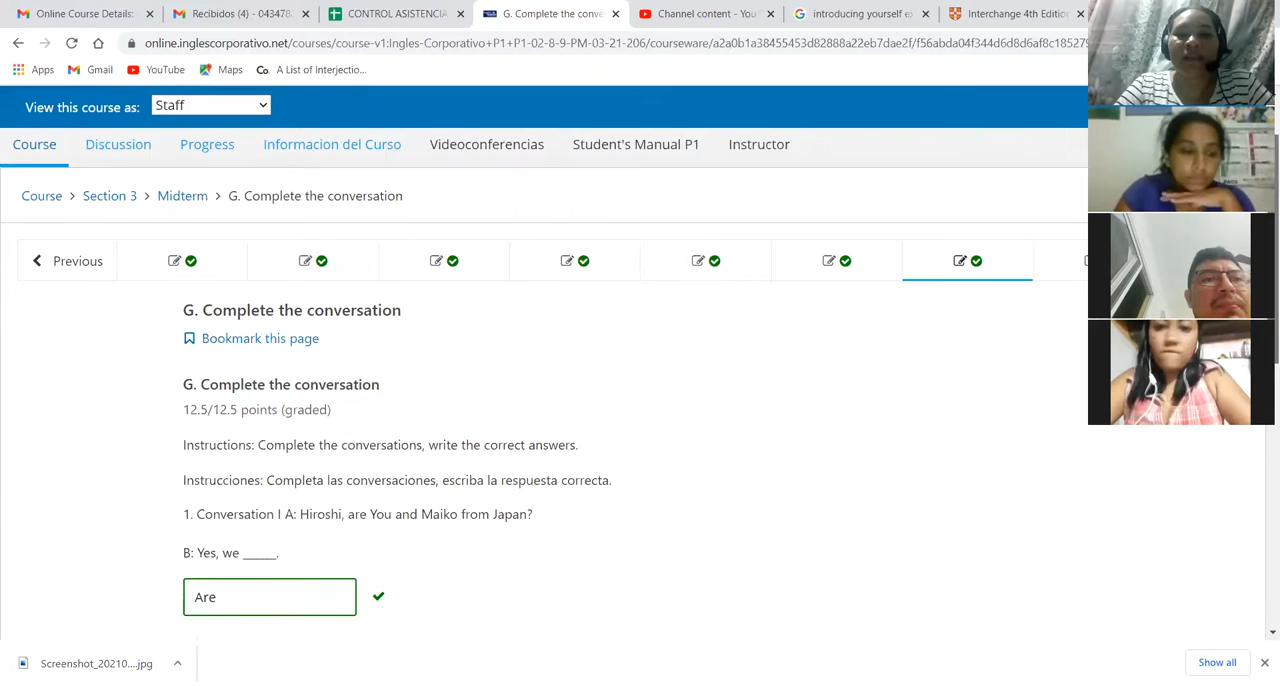 Online Course Details:
Recibidos (4) - 043478
CONTROL ASISTENCIA
G. Complete the conve
Channel content - You
introducing yourself e
Interchange 4th Edition
online.inglescorporativo.net/courses/course-v1:Ingles-Corporativo+P1+P1-02-8-9-PM-03-21-206/courseware/a2a0b1a38455453d82888a22eb7dae2f/f56abda04f344d6d8d6af8c185279
Apps Gmail YouTube Maps Co. A List of Interjectio...
View this course as: Staff
Course Discussion Progress Informacion del Curso Videoconferencias Student's Manual P1 Instructor
Course > Section 3 > Midterm > G. Complete the conversation
Previous
G. Complete the conversation
Bookmark this page
G. Complete the conversation
12.5/12.5 points (graded)
Instructions: Complete the conversations, write the correct answers.
Instrucciones: Completa las conversaciones, escriba la respuesta correcta.
1. Conversation I A: Hiroshi, are You and Maiko from Japan?
B: Yes, we ______.
Are
Screenshot_20210....jpg
Show all